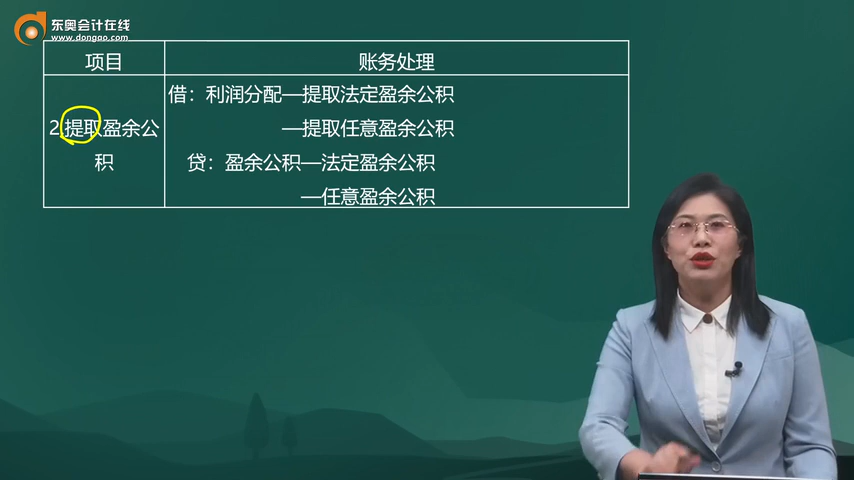 东奥会计在线
www.dongao.com
项目
账务处理
2.提取盈余公
积
借：利润分配—提取法定盈余公积
—提取任意盈余公积
贷：盈余公积—法定盈余公积
—任意盈余公积